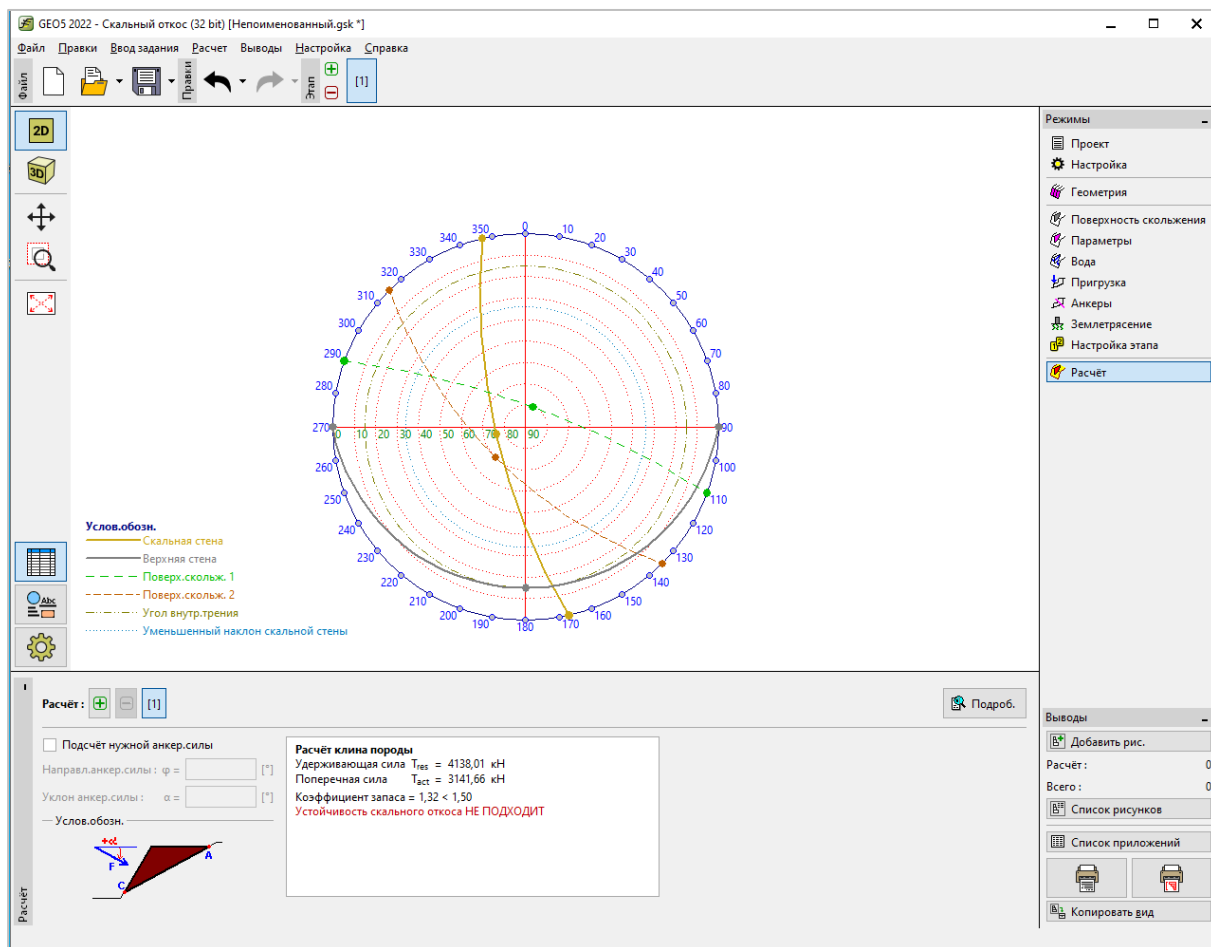 GEO5 2022 - Скальный откос (32 bit) [Непоименованный.gsk *]
Файл Правки Ввод задания Расчет Выводы Настройка Справка
Файл
Правки
Этап
[1]
2D
3D
Abc
0
10
20
30
40
50
60
70
80
90
100
110
120
130
140
150
160
170
180
190
200
210
220
230
240
250
260
270
280
290
300
310
320
330
340
350
0 10 20 30 40 50 60 70 80 90
Услов.обозн.
Скальная стена
Верхняя стена
Поверх.скольж. 1
Поверх.скольж. 2
Угол внутр.трения
Уменьшенный наклон скальной стены
Режимы
Проект
Настройка
Геометрия
Поверхность скольжения
Параметры
Вода
Пригрузка
Анкеры
Землетрясение
Настройка этапа
Расчёт
Расчёт
Расчёт : [1]
Подроб.
Подсчёт нужной анкер.силы
Направл.анкер.силы : φ = [°]
Уклон анкер.силы : α = [°]
Услов.обозн.
+α
F
A
C
Расчёт клина породы
Удерживающая сила Tres = 4138,01 кН
Поперечная сила Tact = 3141,66 кН
Коэффициент запаса = 1,32 < 1,50
Устойчивость скального откоса НЕ ПОДХОДИТ
Выводы
Добавить рис.
Расчёт : 0
Всего : 0
Список рисунков
Список приложений
Копировать вид